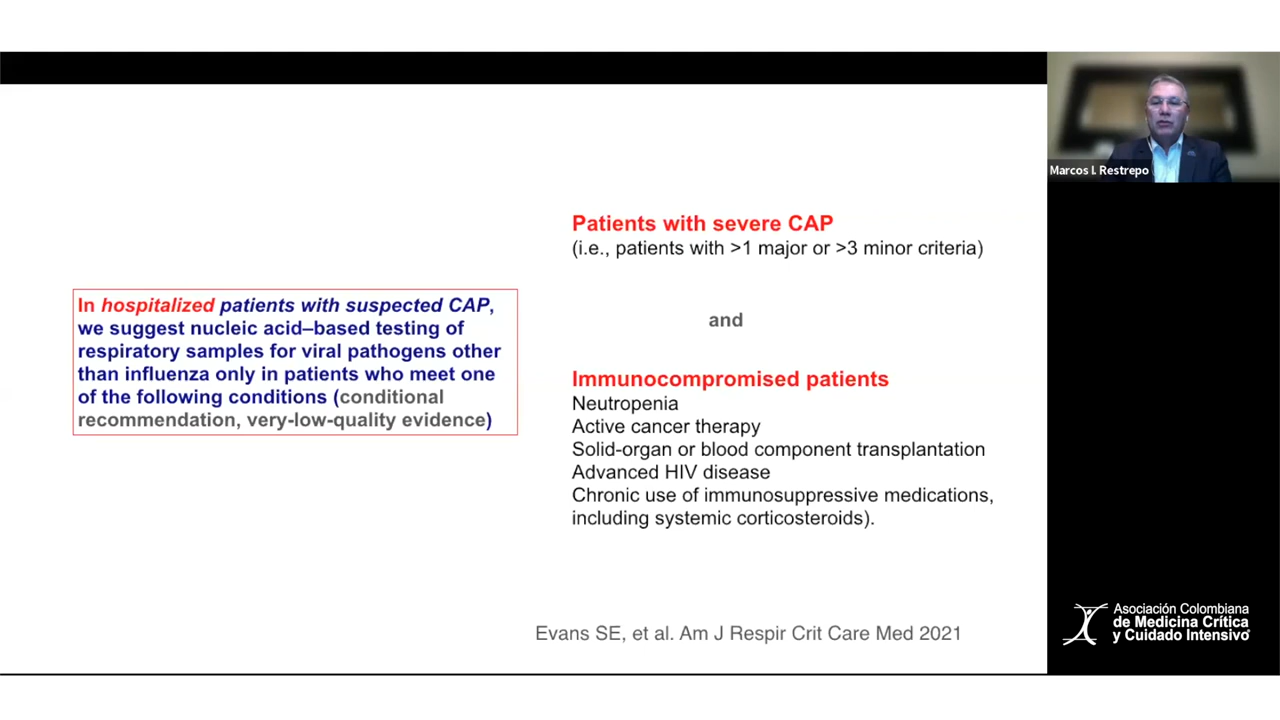 In hospitalized patients with suspected CAP,
we suggest nucleic acid–based testing of
respiratory samples for viral pathogens other
than influenza only in patients who meet one
of the following conditions (conditional
recommendation, very-low-quality evidence)
Patients with severe CAP
(i.e., patients with >1 major or >3 minor criteria)
and
Immunocompromised patients
Neutropenia
Active cancer therapy
Solid-organ or blood component transplantation
Advanced HIV disease
Chronic use of immunosuppressive medications,
including systemic corticosteroids).
Evans SE, et al. Am J Respir Crit Care Med 2021
Marcos I. Restrepo
Asociación Colombiana
de Medicina Crítica
y Cuidado Intensivo